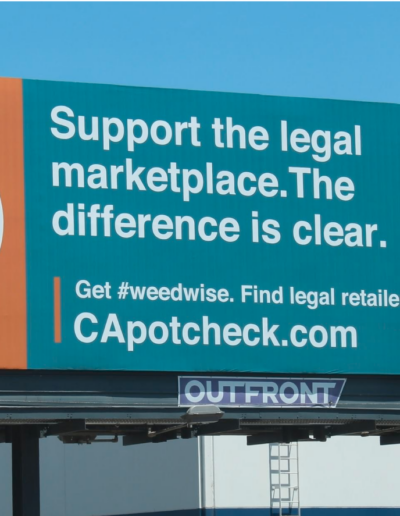 Support the legal
marketplace.The
difference is clear.
Get #weedwise. Find legal retaile
CApotcheck.com
OUTFRONT